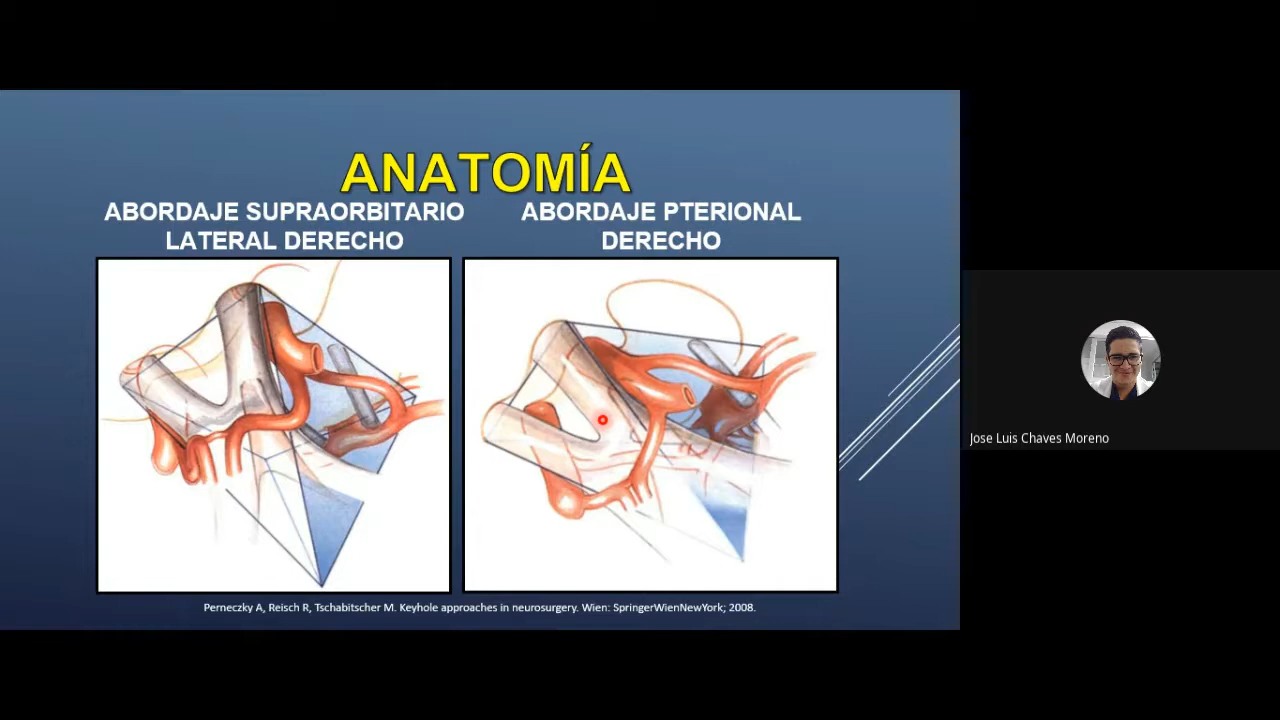 ANATOMÍA
ABORDAJE SUPRAORBITARIO
LATERAL DERECHO
ABORDAJE PTERIONAL
DERECHO
Perneczky A, Reisch R, Tschabitscher M. Keyhole approaches in neurosurgery. Wien: SpringerWienNewYork; 2008.
Jose Luis Chaves Moreno